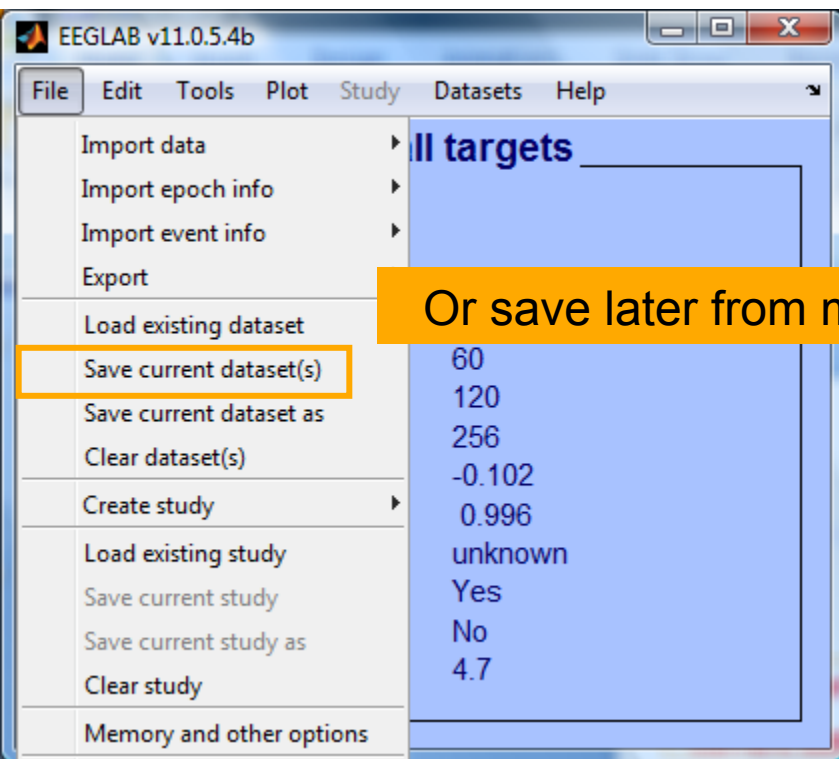 EEGLAB v11.0.5.4b
File Edit Tools Plot Study Datasets Help
Import data
Import epoch info
Import event info
Export
Load existing dataset
Save current dataset(s)
Save current dataset as
Clear dataset(s)
Create study
Load existing study
Save current study
Save current study as
Clear study
Memory and other options
all targets
Or save later from
60
120
256
-0.102
0.996
unknown
Yes
No
4.7